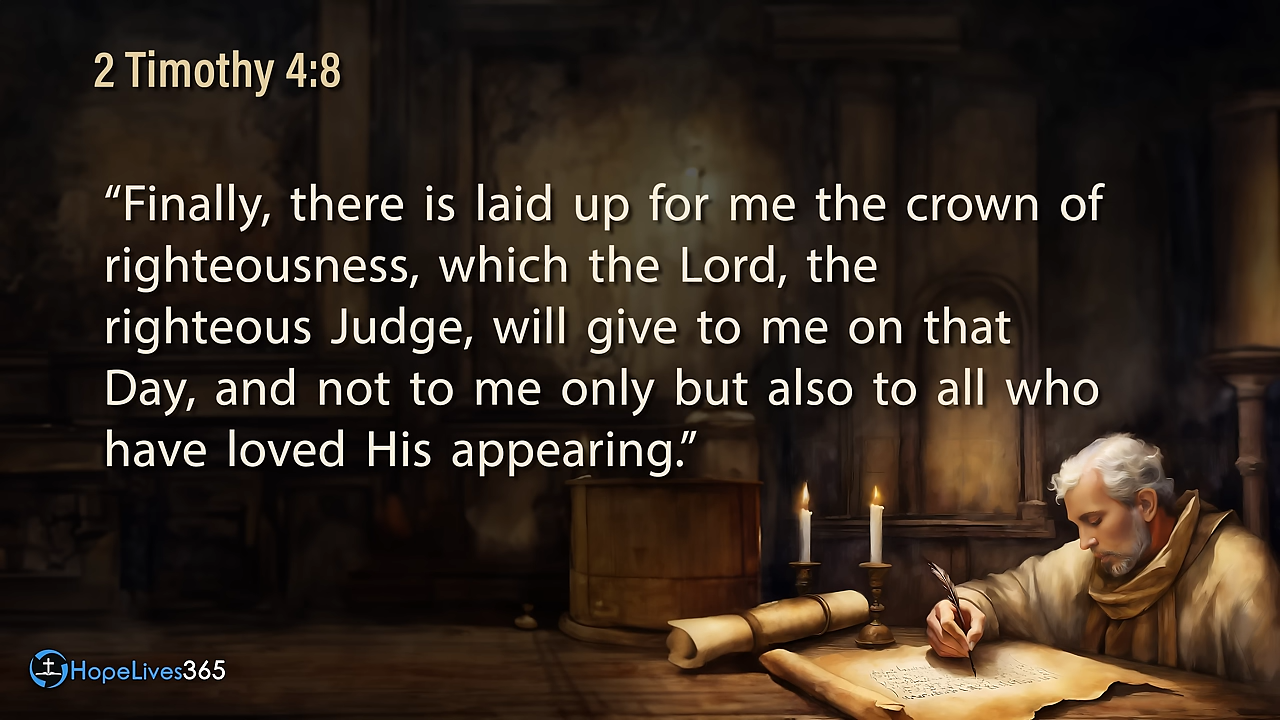 2 Timothy 4:8
“Finally, there is laid up for me the crown of
righteousness, which the Lord, the
righteous Judge, will give to me on that
Day, and not to me only but also to all who
have loved His appearing.”
HopeLives365